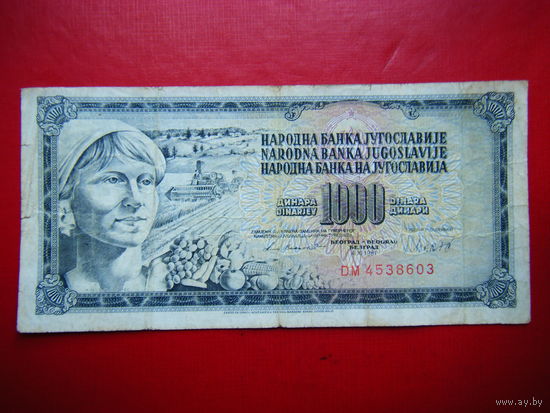 НАРОДНА БАНКА ЈУГОСЛАВИЈЕ
NARODNA BANKA JUGOSLAVIJE
НАРОДНА БАНКА НА ЈУГОСЛАВИЈА
ДИНАРА 1000 DINARA
DINARJEV ДИНАРИ
БЕОГРАД - BEOGRAD
1981
DM 4538603
www.ay.by